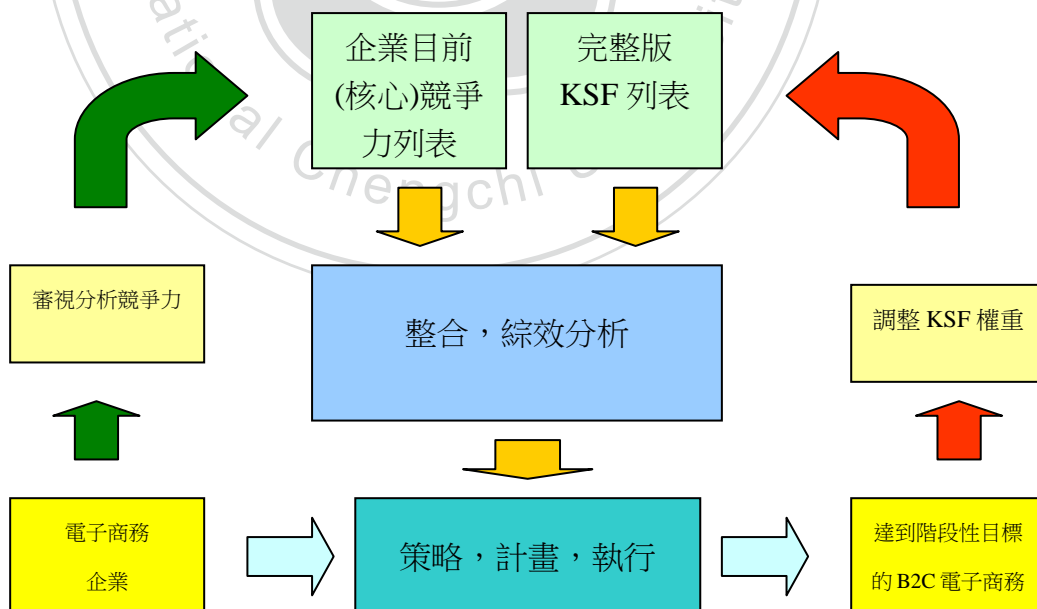 企業目前
(核心)競爭
力列表
完整版
KSF 列表
ational Chengchi U
it
審視分析競爭力
整合，綜效分析
調整 KSF 權重
電子商務
企業
策略，計畫，執行
達到階段性目標
的 B2C 電子商務